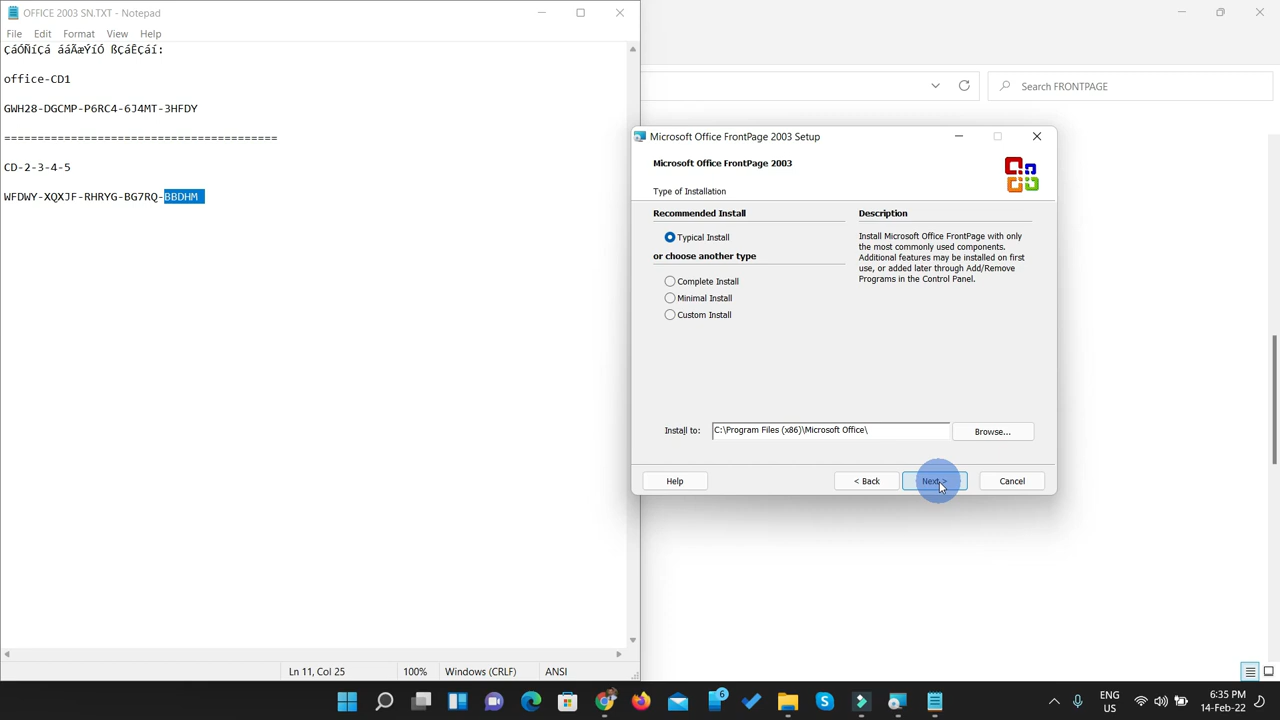 OFFICE 2003 SN.TXT - Notepad
File Edit Format View Help
ÇáÓÑíÇá ááÃæÝíÓ ßÇáÊÇáí:
office-CD1
GWH28-DGCMP-P6RC4-6J4MT-3HFDY
=========================================
CD-2-3-4-5
WFDWY-XQXJF-RHRYG-BG7RQ-BBDHM
Ln 11, Col 25 100% Windows (CRLF) ANSI
Search FRONTPAGE
Microsoft Office FrontPage 2003 Setup
Microsoft Office FrontPage 2003
Type of Installation
Recommended Install
Typical Install
or choose another type
Complete Install
Minimal Install
Custom Install
Description
Install Microsoft Office FrontPage with only
the most commonly used components.
Additional features may be installed on first
use, or added later through Add/Remove
Programs in the Control Panel.
Install to: C:\Program Files (x86)\Microsoft Office\ Browse...
Help < Back Next > Cancel
6
ENG
US
6:35 PM
14-Feb-22